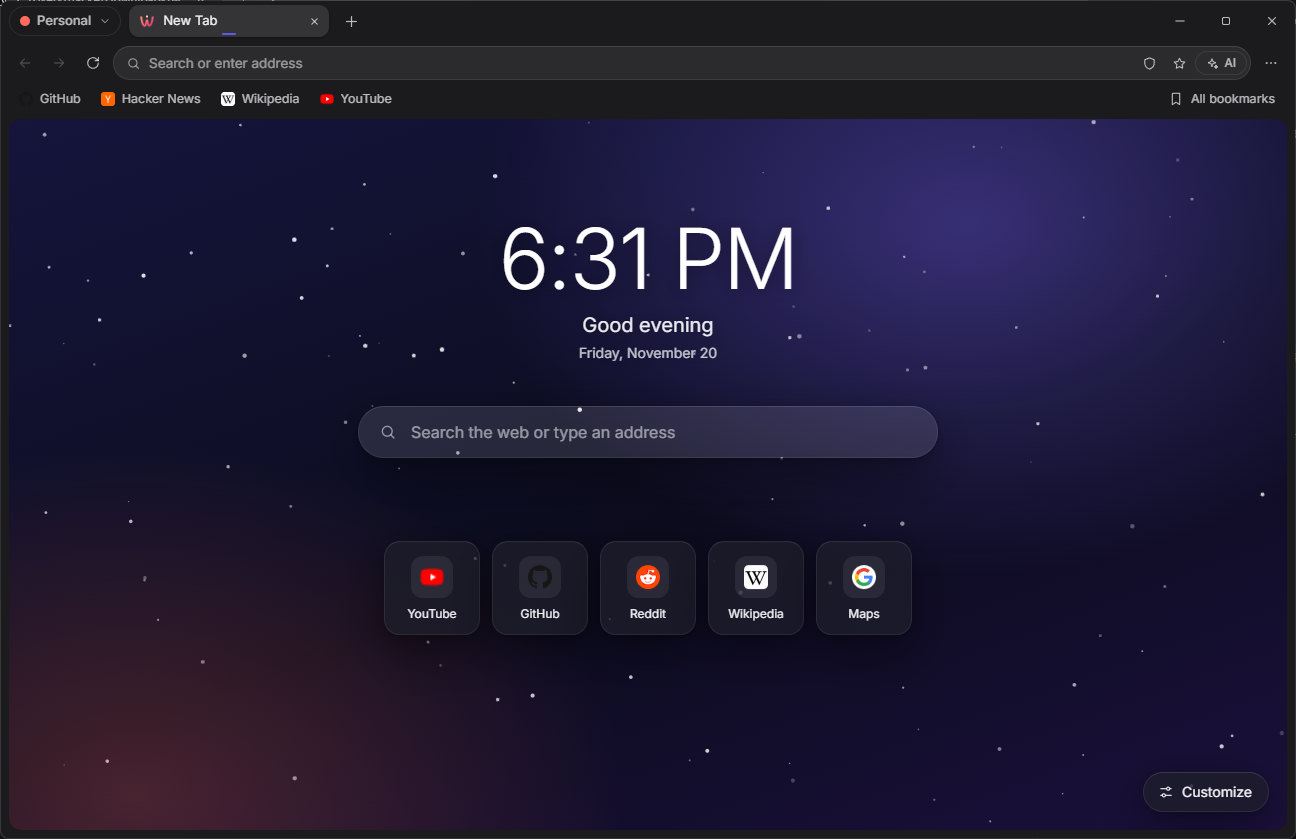 Personal
New Tab
Search or enter address
AI
GitHub
Hacker News
Wikipedia
YouTube
All bookmarks
6:31 PM
Good evening
Friday, November 20
Search the web or type an address
YouTube
GitHub
Reddit
Wikipedia
Maps
Customize